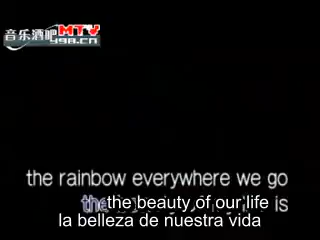 音乐酒吧 MTV
998.CN
the rainbow everywhere we go
the is
the beauty of our life
la belleza de nuestra vida